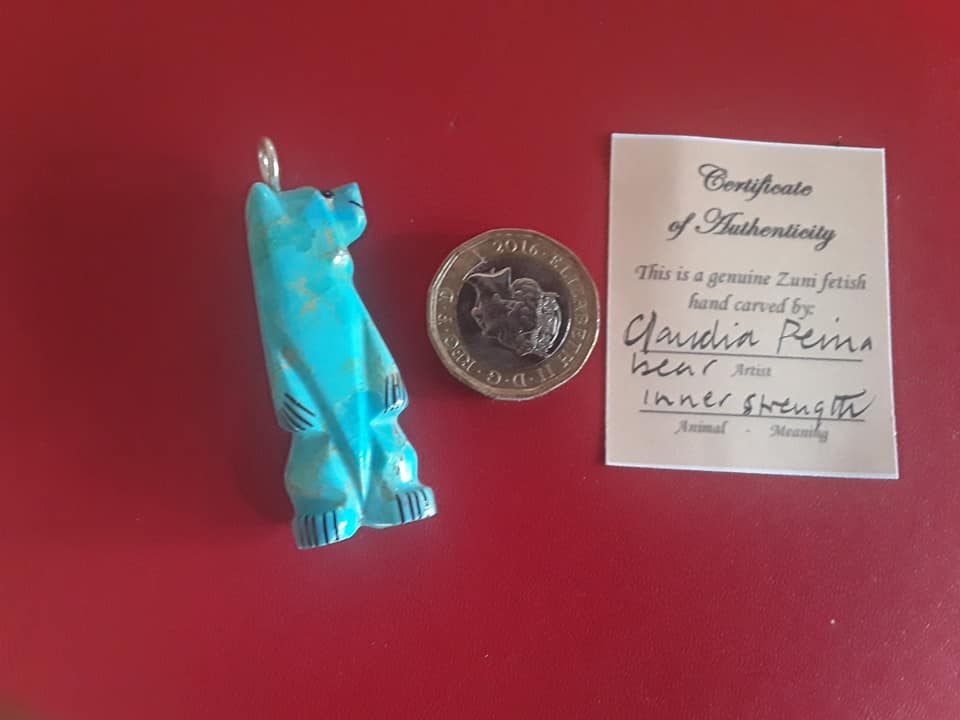 2016 · ELIZABETH II · D · G · REG · F · D
Certificate
of Authenticity
This is a genuine Zuni fetish
hand carved by:
Claudia Peina
bear Artist
inner strength
Animal - Meaning